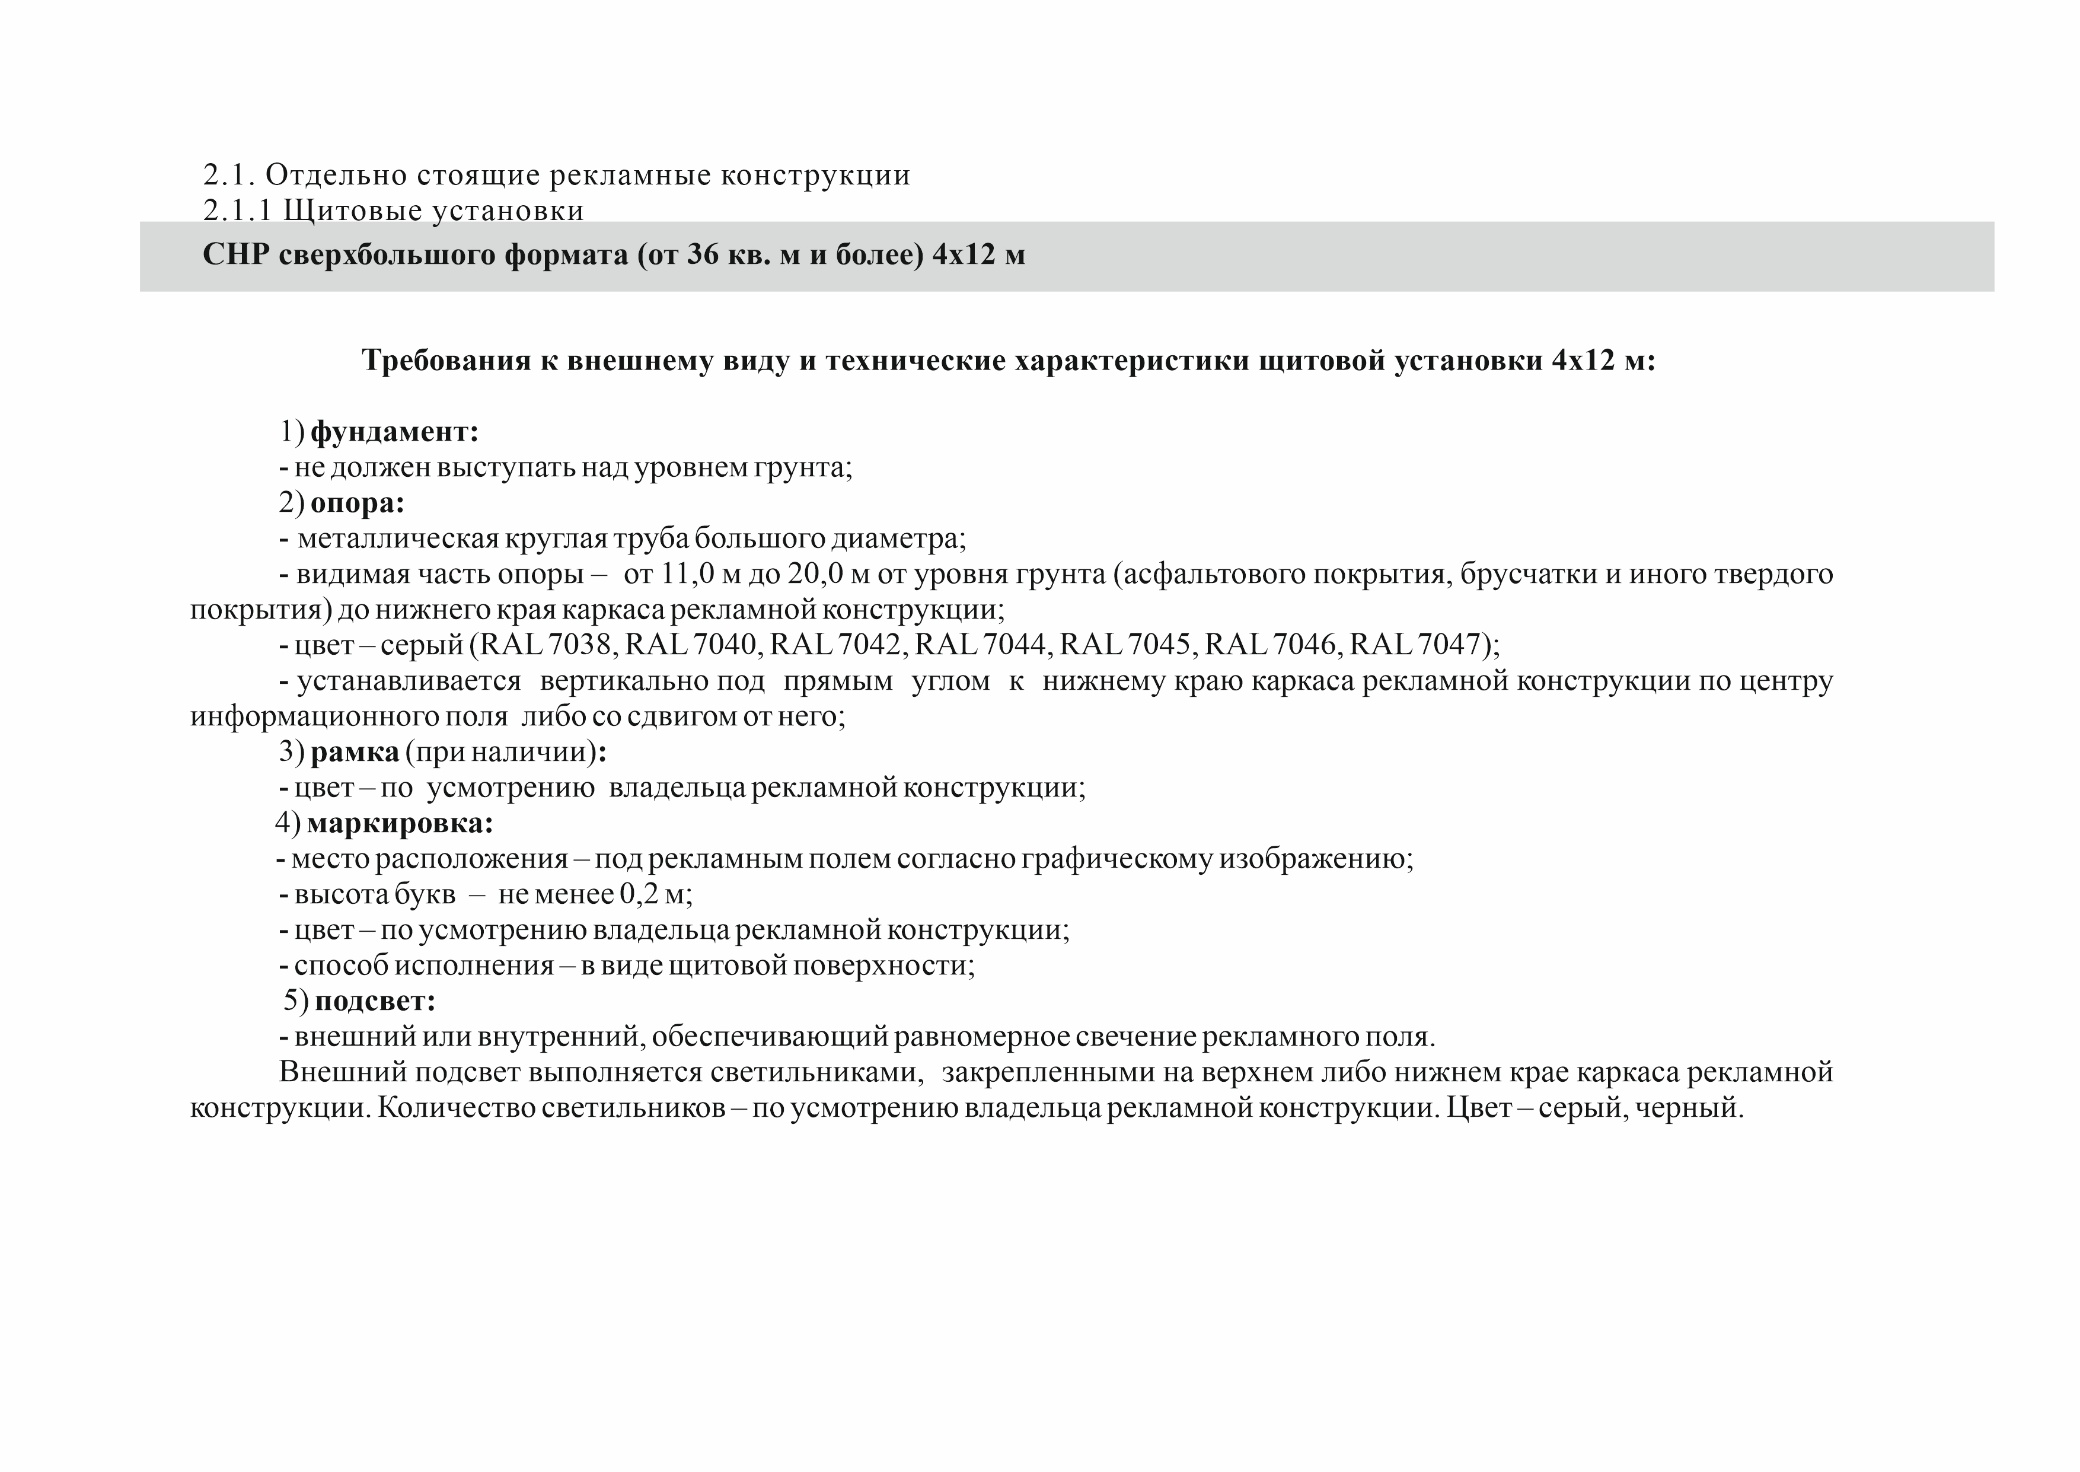 2.1. Отдельно стоящие рекламные конструкции
2.1.1 Щитовые установки
СНР сверхбольшого формата (от 36 кв. м и более) 4х12 м
Требования к внешнему виду и технические характеристики щитовой установки 4х12 м:
1) фундамент:
- не должен выступать над уровнем грунта;
2) опора:
- металлическая круглая труба большого диаметра;
- видимая часть опоры – от 11,0 м до 20,0 м от уровня грунта (асфальтового покрытия, брусчатки и иного твердого
покрытия) до нижнего края каркаса рекламной конструкции;
- цвет – серый (RAL 7038, RAL 7040, RAL 7042, RAL 7044, RAL 7045, RAL 7046, RAL 7047);
- устанавливается вертикально под прямым углом к нижнему краю каркаса рекламной конструкции по центру
информационного поля либо со сдвигом от него;
3) рамка (при наличии):
- цвет – по усмотрению владельца рекламной конструкции;
4) маркировка:
- место расположения – под рекламным полем согласно графическому изображению;
- высота букв – не менее 0,2 м;
- цвет – по усмотрению владельца рекламной конструкции;
- способ исполнения – в виде щитовой поверхности;
5) подсвет:
- внешний или внутренний, обеспечивающий равномерное свечение рекламного поля.
Внешний подсвет выполняется светильниками, закрепленными на верхнем либо нижнем крае каркаса рекламной
конструкции. Количество светильников – по усмотрению владельца рекламной конструкции. Цвет – серый, черный.